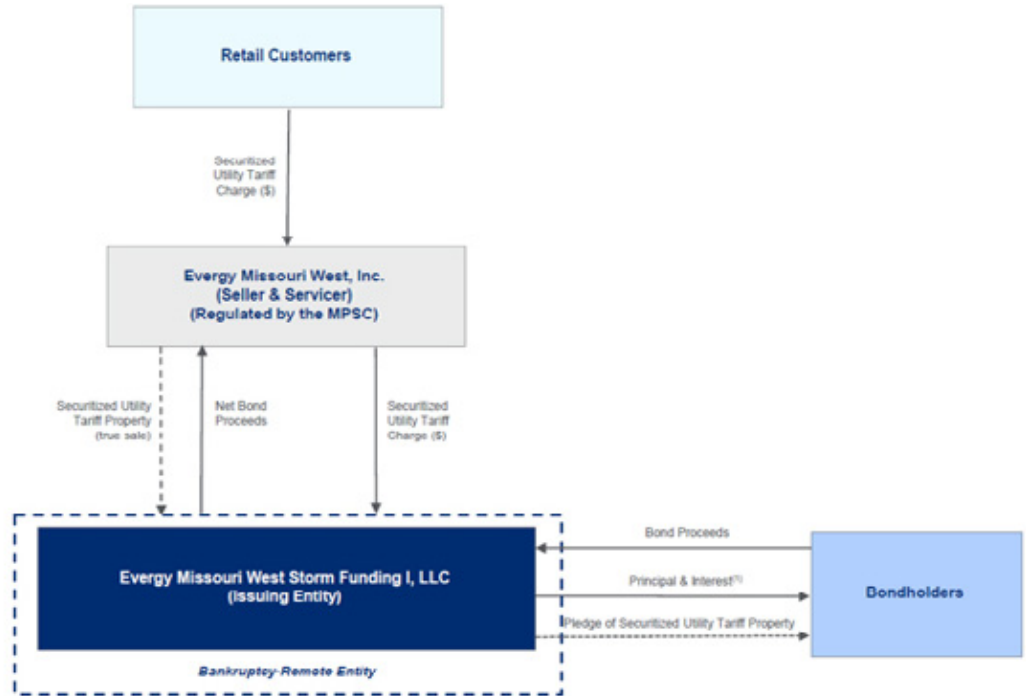 Retail Customers
Securitized
Utility Tariff
Charge ($)
Evergy Missouri West, Inc.
(Seller & Servicer)
(Regulated by the MPSC)
Securitized Utility
Tariff Property
(true sale)
Net Bond
Proceeds
Securitized
Utility Tariff
Charge ($)
Bond Proceeds
Evergy Missouri West Storm Funding I, LLC
(Issuing Entity)
Principal & Interest(1)
Bondholders
Pledge of Securitized Utility Tariff Property
Bankruptcy-Remote Entity